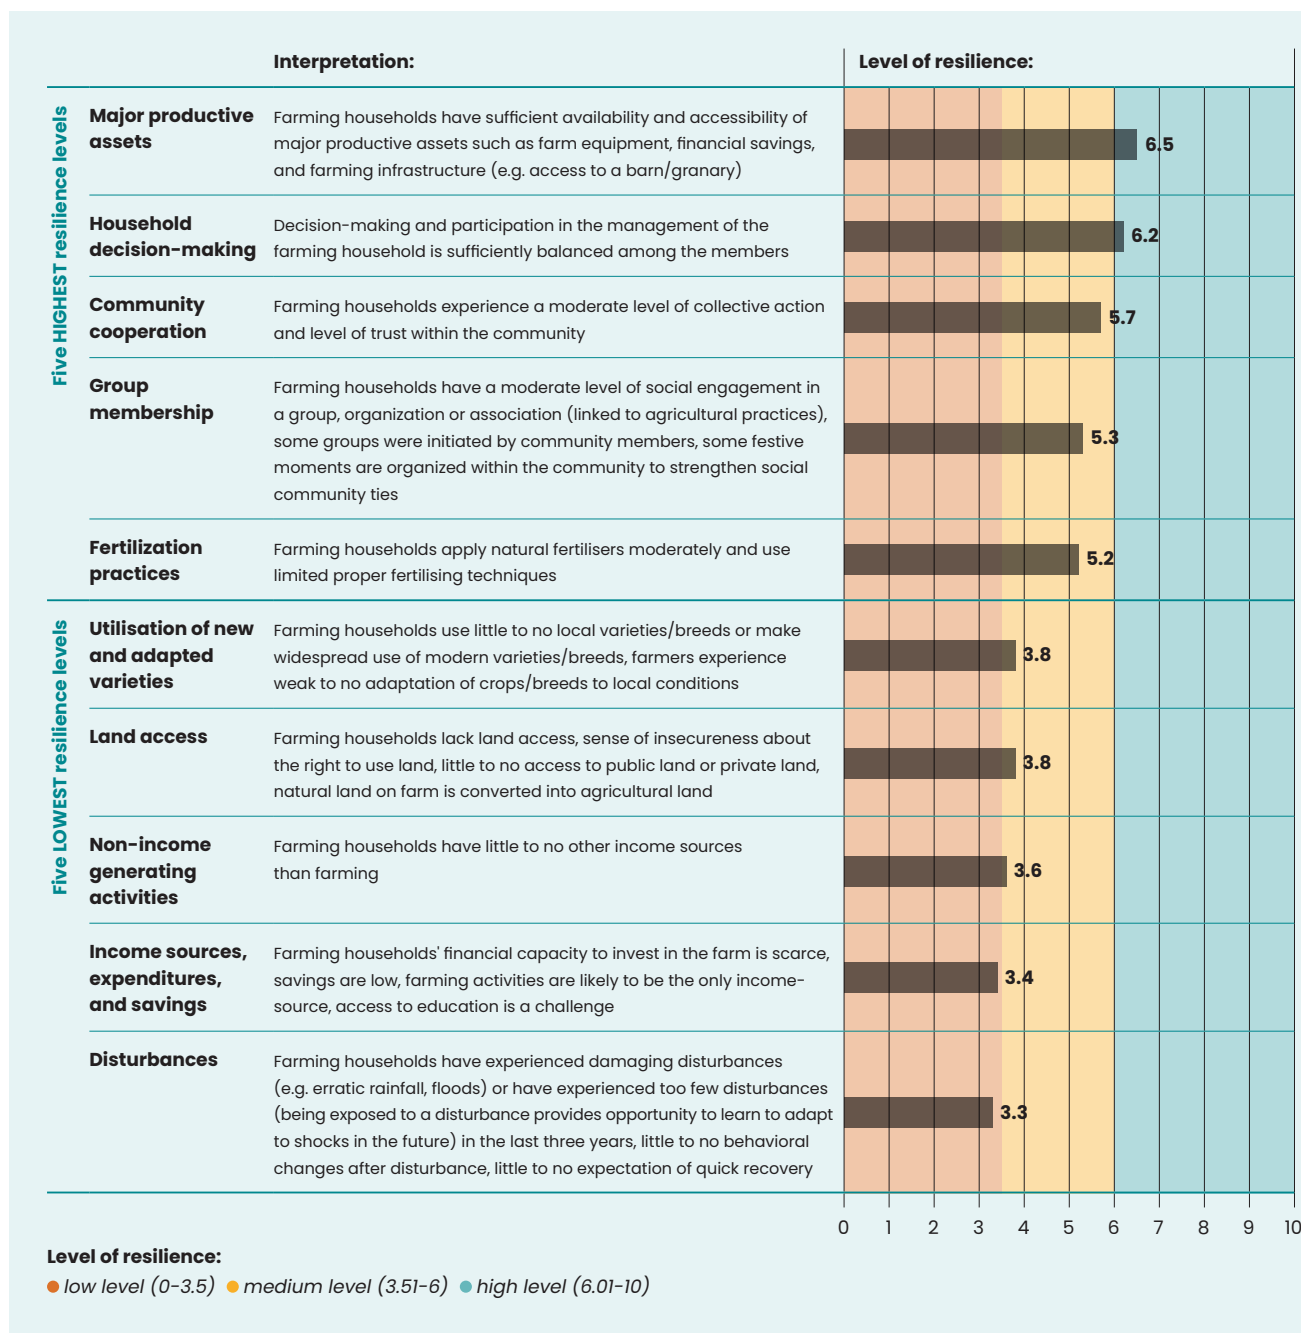 Interpretation:
Level of resilience:
Five HIGHEST resilience levels
Major productive
assets
Farming households have sufficient availability and accessibility of
major productive assets such as farm equipment, financial savings,
and farming infrastructure (e.g. access to a barn/granary)
6.5
Household
decision-making
Decision-making and participation in the management of the
farming household is sufficiently balanced among the members
6.2
Community
cooperation
Farming households experience a moderate level of collective action
and level of trust within the community
5.7
Group
membership
Farming households have a moderate level of social engagement in
a group, organization or association (linked to agricultural practices),
some groups were initiated by community members, some festive
moments are organized within the community to strengthen social
community ties
5.3
Fertilization
practices
Farming households apply natural fertilisers moderately and use
limited proper fertilising techniques
5.2
Five LOWEST resilience levels
Utilisation of new
and adapted
varieties
Farming households use little to no local varieties/breeds or make
widespread use of modern varieties/breeds, farmers experience
weak to no adaptation of crops/breeds to local conditions
3.8
Land access
Farming households lack land access, sense of insecureness about
the right to use land, little to no access to public land or private land,
natural land on farm is converted into agricultural land
3.8
Non-income
generating
activities
Farming households have little to no other income sources
than farming
3.6
Income sources,
expenditures,
and savings
Farming households' financial capacity to invest in the farm is scarce,
savings are low, farming activities are likely to be the only income-
source, access to education is a challenge
3.4
Disturbances
Farming households have experienced damaging disturbances
(e.g. erratic rainfall, floods) or have experienced too few disturbances
(being exposed to a disturbance provides opportunity to learn to adapt
to shocks in the future) in the last three years, little to no behavioral
changes after disturbance, little to no expectation of quick recovery
3.3
0 1 2 3 4 5 6 7 8 9 10
Level of resilience:
low level (0-3.5) medium level (3.51-6) high level (6.01-10)